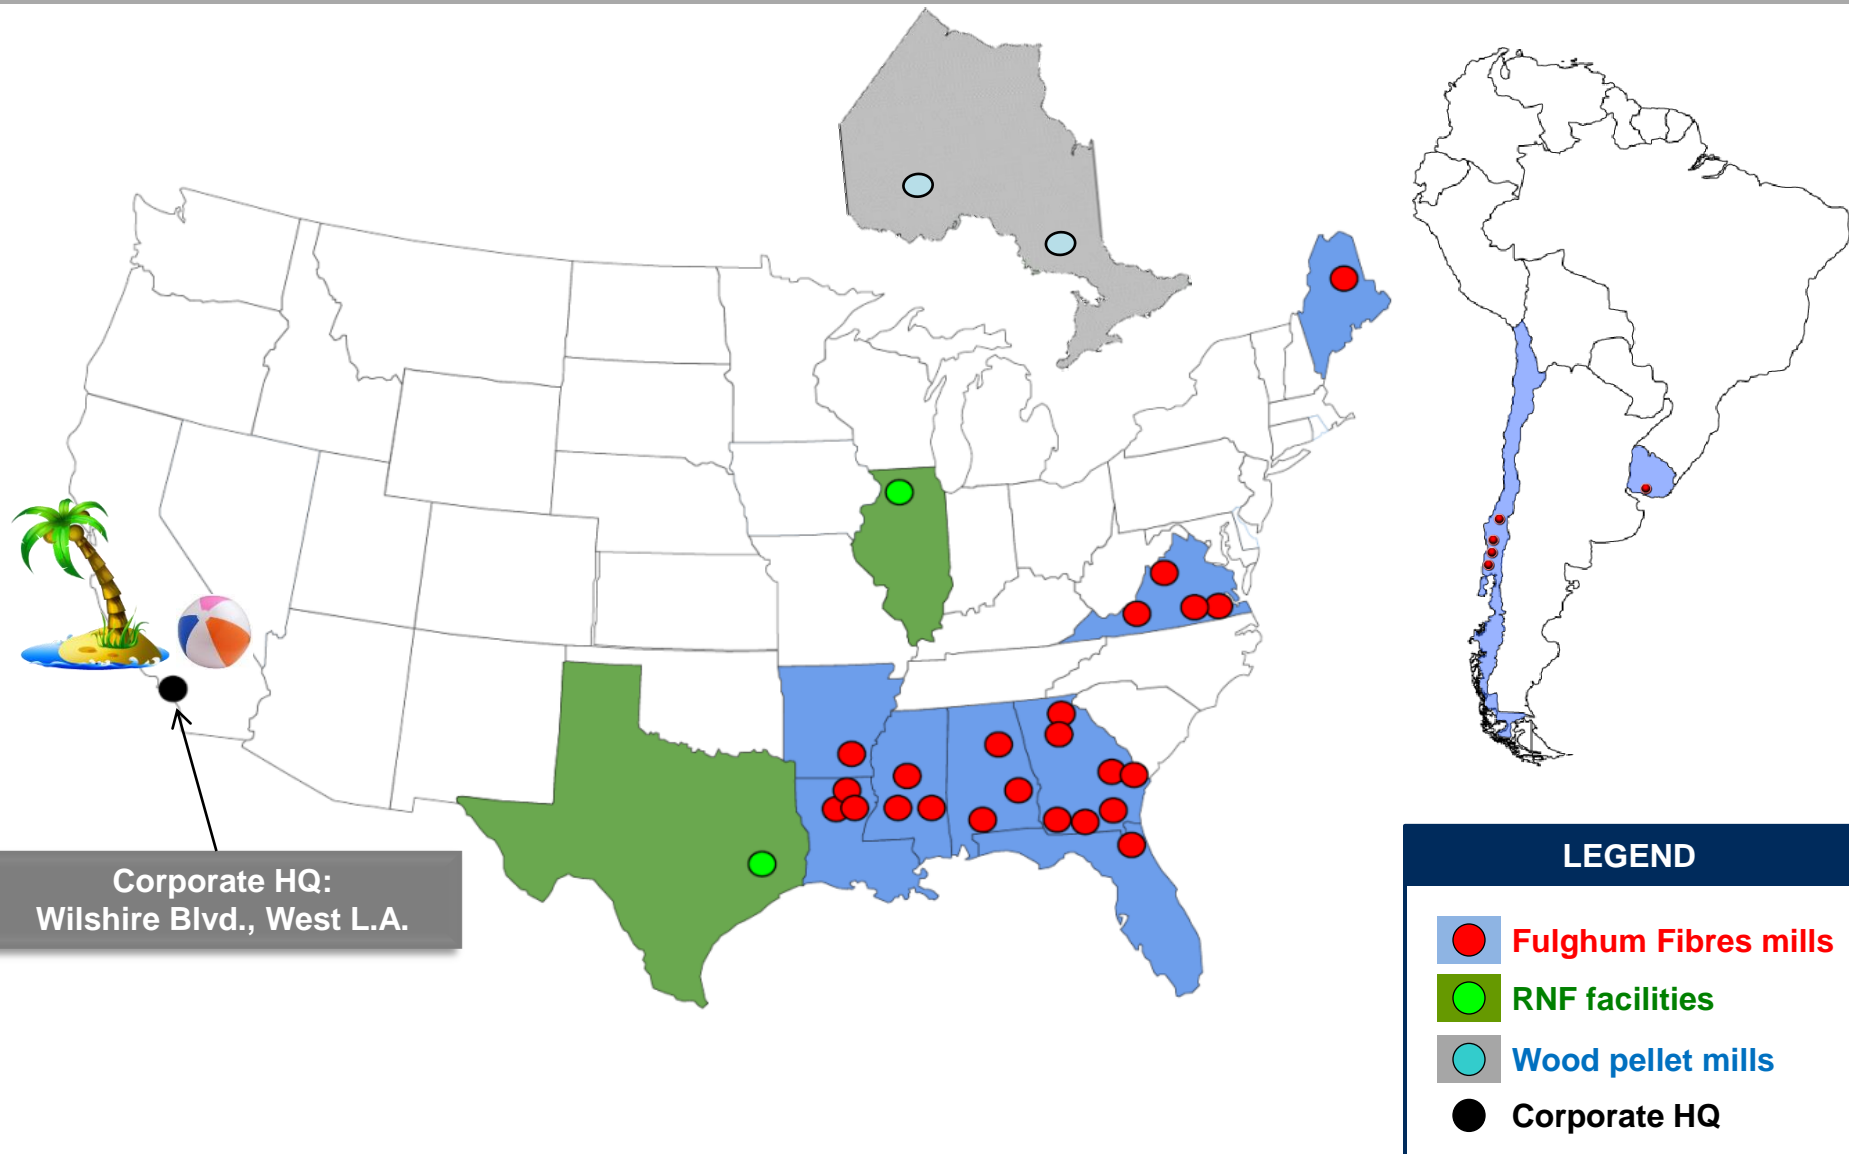 Corporate HQ:
Wilshire Blvd., West L.A.
LEGEND
Fulghum Fibres mills
RNF facilities
Wood pellet mills
Corporate HQ